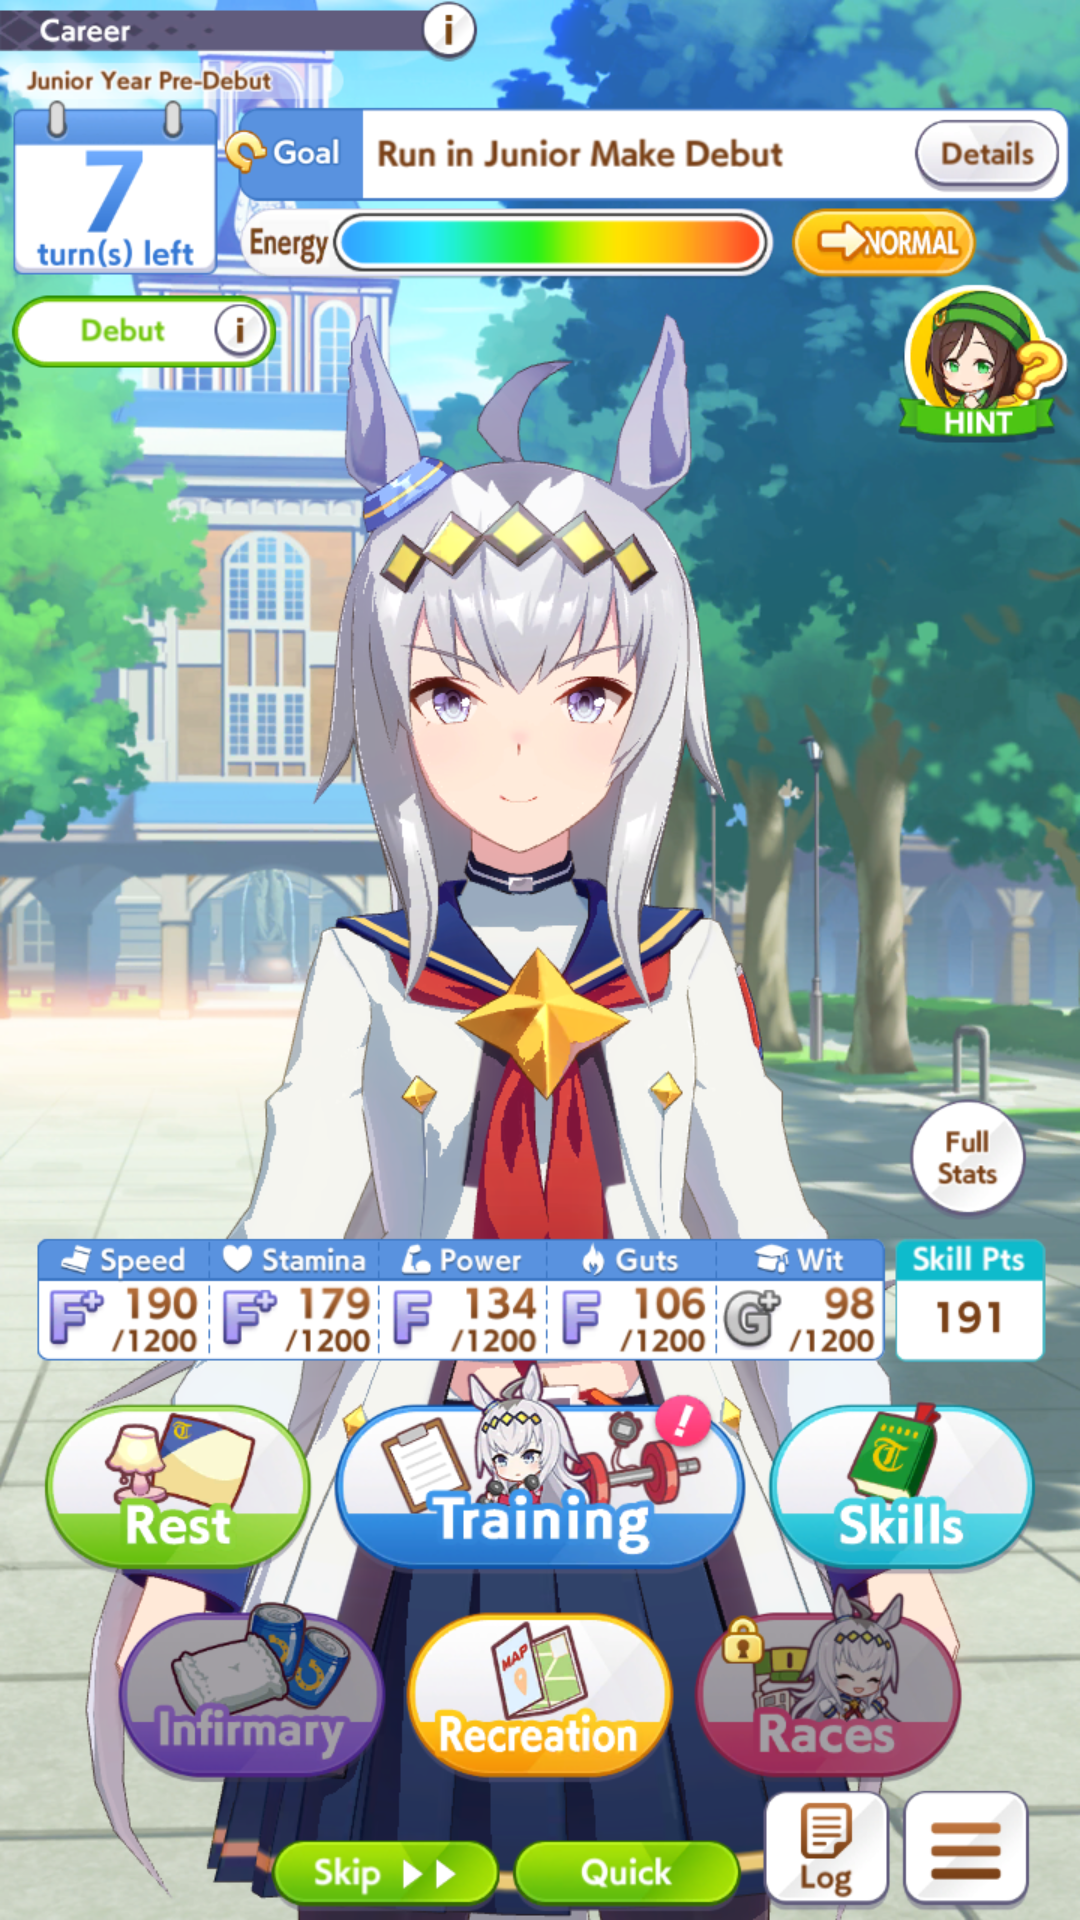 Career
i
Junior Year Pre-Debut
7
turn(s) left
Goal
Run in Junior Make Debut
Details
Energy
NORMAL
Debut
i
HINT
Full
Stats
Speed
Stamina
Power
Guts
Wit
Skill Pts
F+
190
/1200
F+
179
/1200
F
134
/1200
F
106
/1200
G+
98
/1200
191
Rest
Training
!
Skills
Infirmary
MAP
Recreation
Races
Skip
Quick
Log